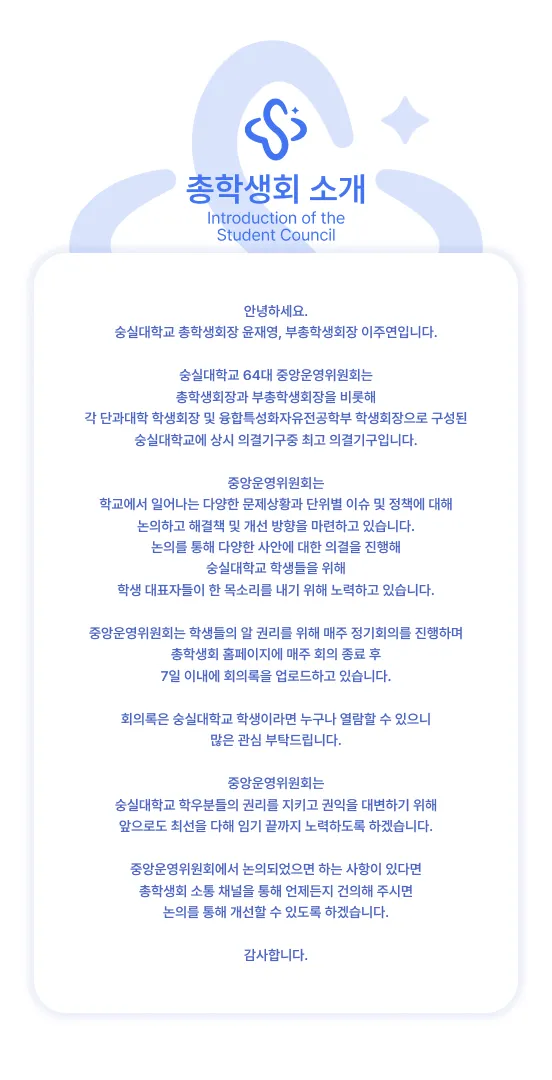 총학생회 소개
Introduction of the
Student Council
안녕하세요.
숭실대학교 총학생회장 윤재영, 부총학생회장 이주연입니다.
숭실대학교 64대 중앙운영위원회는
총학생회장과 부총학생회장을 비롯해
각 단과대학 학생회장 및 융합특성화자유전공학부 학생회장으로 구성된
숭실대학교에 상시 의결기구중 최고 의결기구입니다.
중앙운영위원회는
학교에서 일어나는 다양한 문제상황과 단위별 이슈 및 정책에 대해
논의하고 해결책 및 개선 방향을 마련하고 있습니다.
논의를 통해 다양한 사안에 대한 의결을 진행해
숭실대학교 학생들을 위해
학생 대표자들이 한 목소리를 내기 위해 노력하고 있습니다.
중앙운영위원회는 학생들의 알 권리를 위해 매주 정기회의를 진행하며
총학생회 홈페이지에 매주 회의 종료 후
7일 이내에 회의록을 업로드하고 있습니다.
회의록은 숭실대학교 학생이라면 누구나 열람할 수 있으니
많은 관심 부탁드립니다.
중앙운영위원회는
숭실대학교 학우분들의 권리를 지키고 권익을 대변하기 위해
앞으로도 최선을 다해 임기 끝까지 노력하도록 하겠습니다.
중앙운영위원회에서 논의되었으면 하는 사항이 있다면
총학생회 소통 채널을 통해 언제든지 건의해 주시면
논의를 통해 개선할 수 있도록 하겠습니다.
감사합니다.